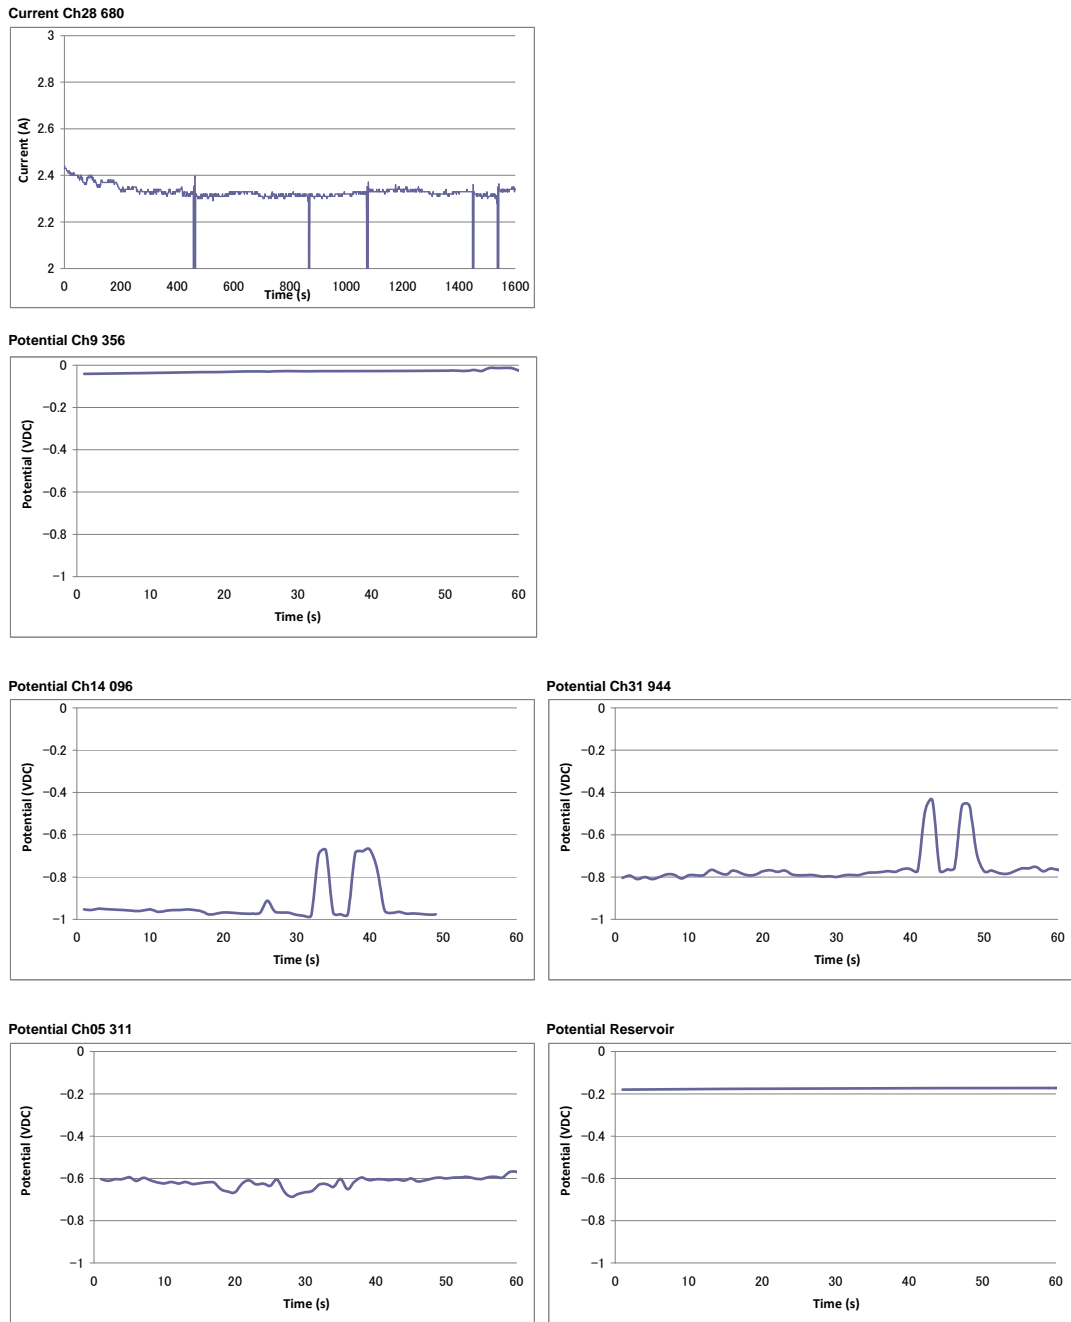 Current Ch28 680
3
2.8
2.6
2.4
2.2
2
Current (A)
0 200 400 600 800 1000 1200 1400 1600
Time (s)
Potential Ch9 356
0
−0.2
−0.4
−0.6
−0.8
−1
Potential (VDC)
0 10 20 30 40 50 60
Time (s)
Potential Ch14 096
0
−0.2
−0.4
−0.6
−0.8
−1
Potential (VDC)
0 10 20 30 40 50 60
Time (s)
Potential Ch31 944
0
−0.2
−0.4
−0.6
−0.8
−1
Potential (VDC)
0 10 20 30 40 50 60
Time (s)
Potential Ch05 311
0
−0.2
−0.4
−0.6
−0.8
−1
Potential (VDC)
0 10 20 30 40 50 60
Time (s)
Potential Reservoir
0
−0.2
−0.4
−0.6
−0.8
−1
Potential (VDC)
0 10 20 30 40 50 60
Time (s)